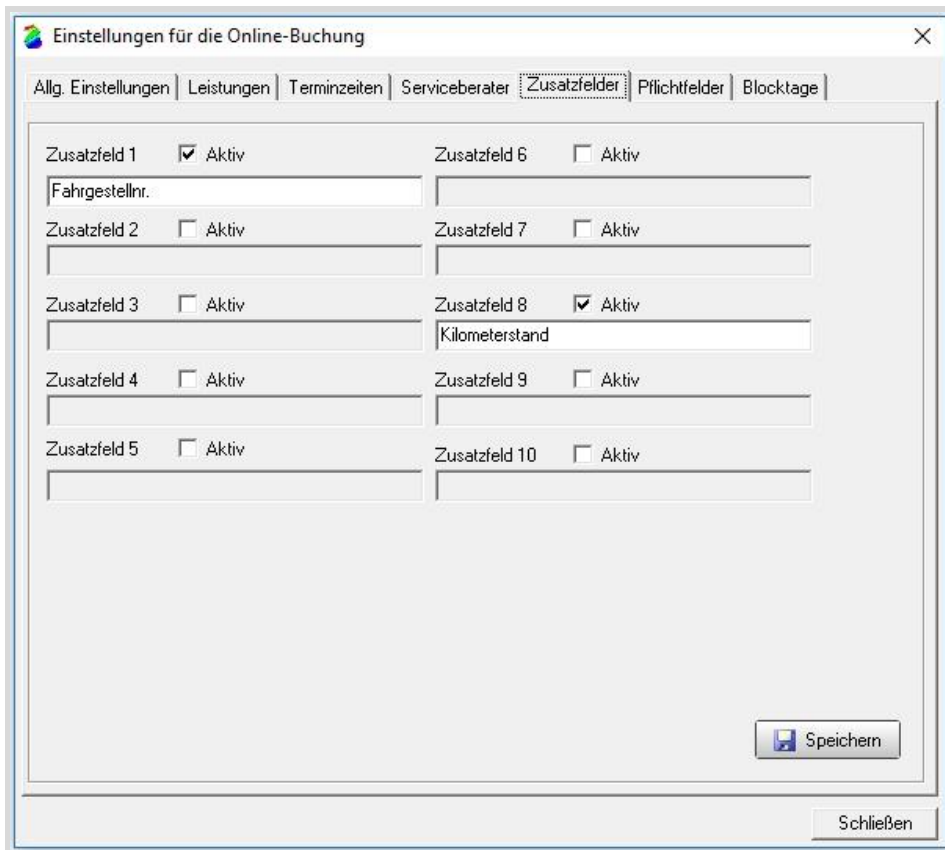 Einstellungen für die Online-Buchung
Allg. Einstellungen Leistungen Terminzeiten Serviceberater Zusatzfelder Pflichtfelder Blocktage
Zusatzfeld 1 Aktiv Zusatzfeld 6 Aktiv
Fahrgestellnr.
Zusatzfeld 2 Aktiv Zusatzfeld 7 Aktiv
Zusatzfeld 3 Aktiv Zusatzfeld 8 Aktiv
Kilometerstand
Zusatzfeld 4 Aktiv Zusatzfeld 9 Aktiv
Zusatzfeld 5 Aktiv Zusatzfeld 10 Aktiv
Speichern
Schließen